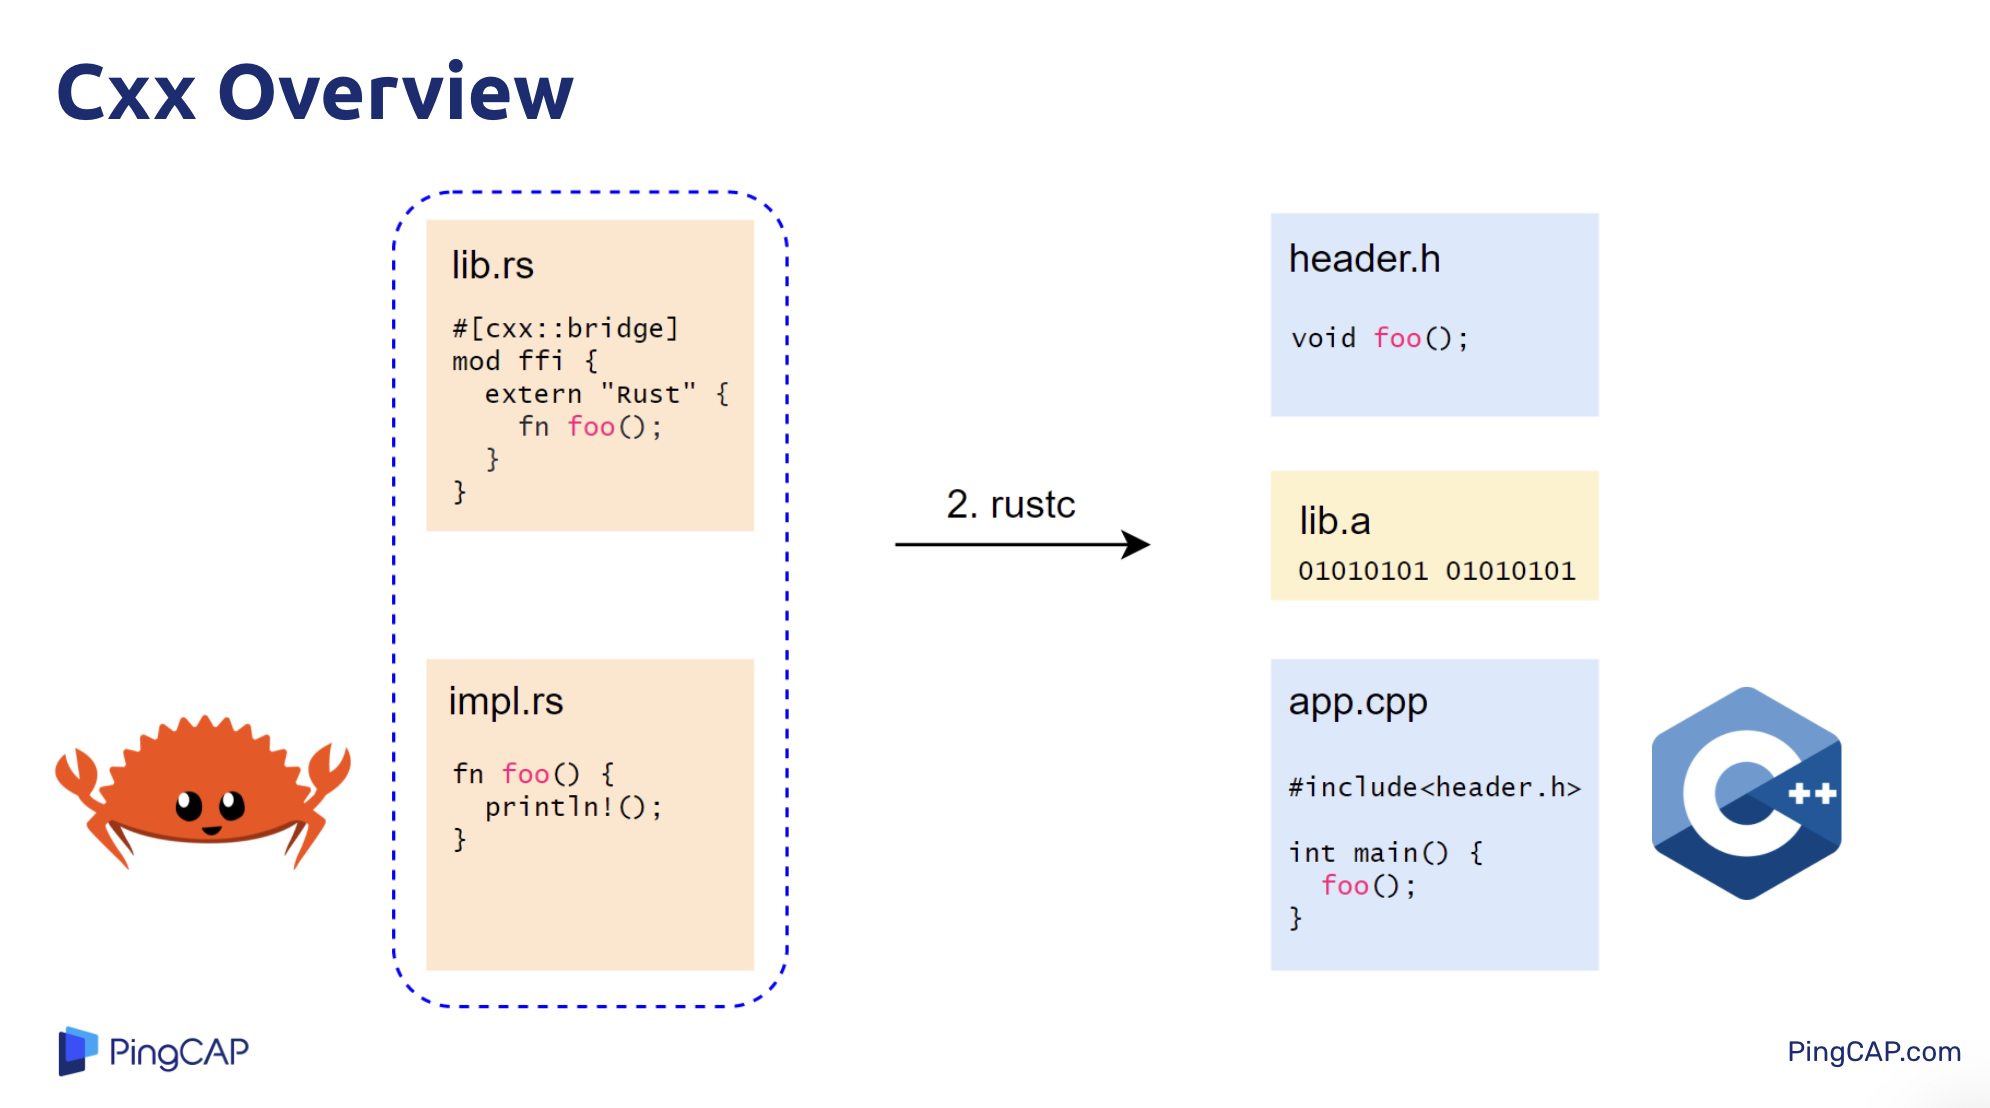 Cxx Overview
lib.rs
#[cxx::bridge]
mod ffi {
  extern "Rust" {
    fn foo();
  }
}
impl.rs
fn foo() {
  println!();
}
2. rustc
header.h
void foo();
lib.a
01010101 01010101
app.cpp
#include<header.h>
int main() {
  foo();
}
C++
PingCAP
PingCAP.com